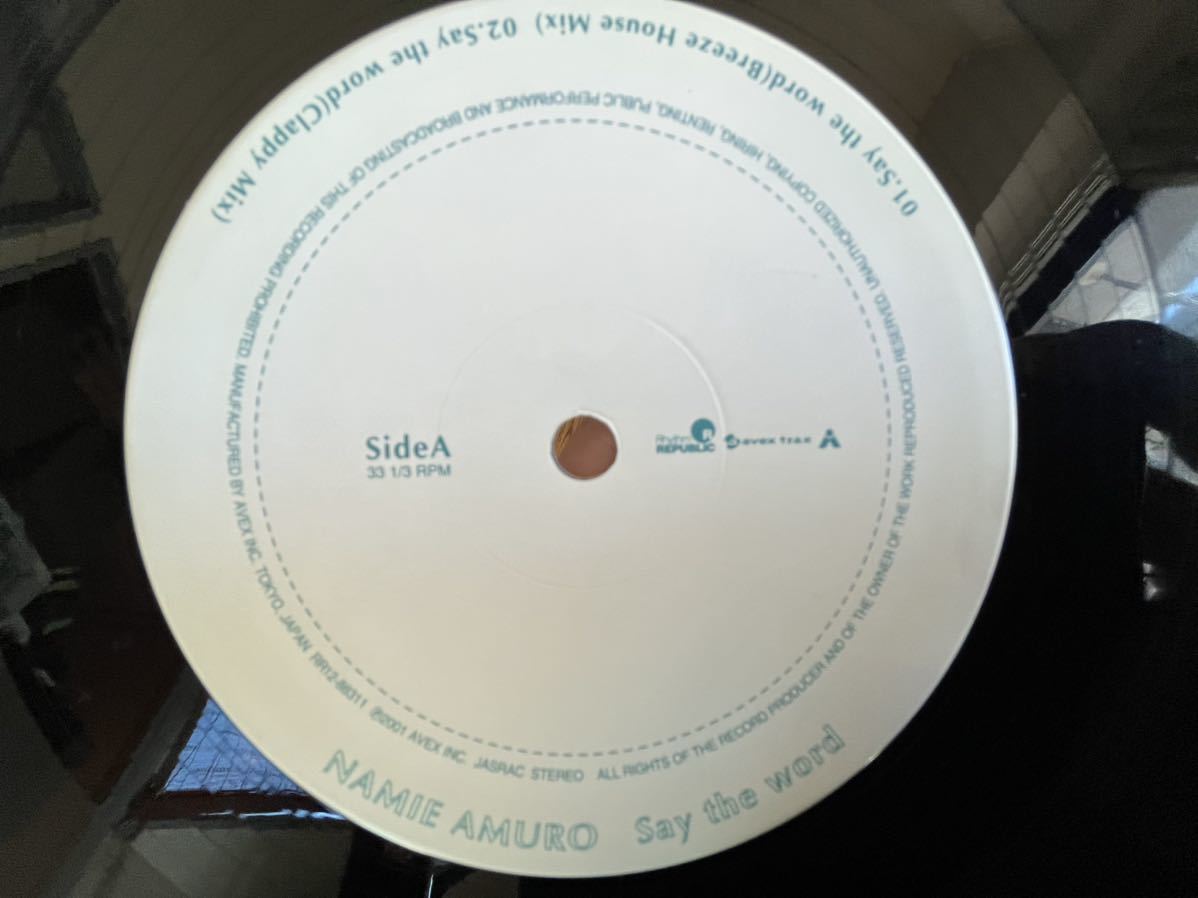 01.Say the word(Breeze House Mix) 02.Say the word(Clappy Mix)
SideA
33 1/3 RPM
Rhythm
REPUBLIC
avex trax
NAMIE AMURO Say the word
ALL RIGHTS OF THE RECORD PRODUCER AND OF THE OWNER OF THE WORK REPRODUCED RESERVED. UNAUTHORIZED COPYING, HIRING, RENTING, PUBLIC PERFORMANCE AND BROADCASTING OF THIS RECORDING PROHIBITED. MANUFACTURED BY AVEX INC. TOKYO, JAPAN RR12-88311 ℗2001 AVEX INC. JASRAC STEREO